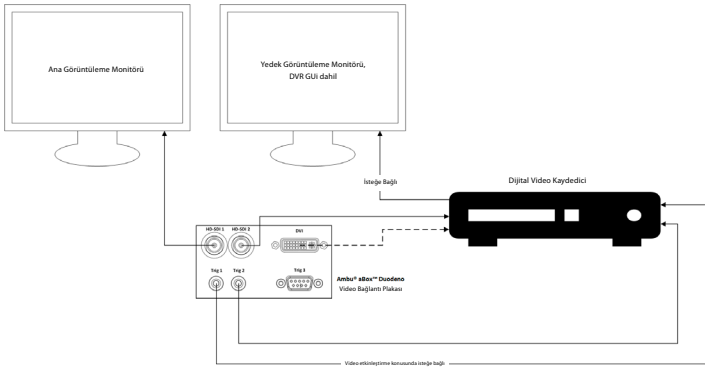 Ana Görüntüleme Monitörü
Yedek Görüntüleme Monitörü,
DVR GUi dahil
İsteğe Bağlı
Dijital Video Kaydedici
HD-SDI 1
HD-SDI 2
DVI
Trig 1
Trig 2
Trig 3
Ambu® aBox™ Duodeno
Video Bağlantı Plakası
Video etkinleştirme konusunda isteğe bağlı